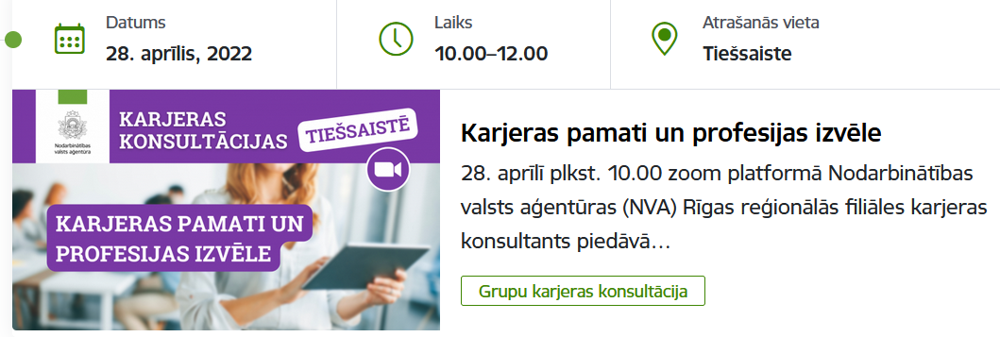 Datums
28. aprīlis, 2022
Laiks
10.00–12.00
Atrašanās vieta
Tiešsaiste
Nodarbinātības
valsts aģentūra
KARJERAS
KONSULTĀCIJAS
TIEŠSAISTĒ
KARJERAS PAMATI UN
PROFESIJAS IZVĒLE
Karjeras pamati un profesijas izvēle
28. aprīlī plkst. 10.00 zoom platformā Nodarbinātības
valsts aģentūras (NVA) Rīgas reģionālās filiāles karjeras
konsultants piedāvā…
Grupu karjeras konsultācija